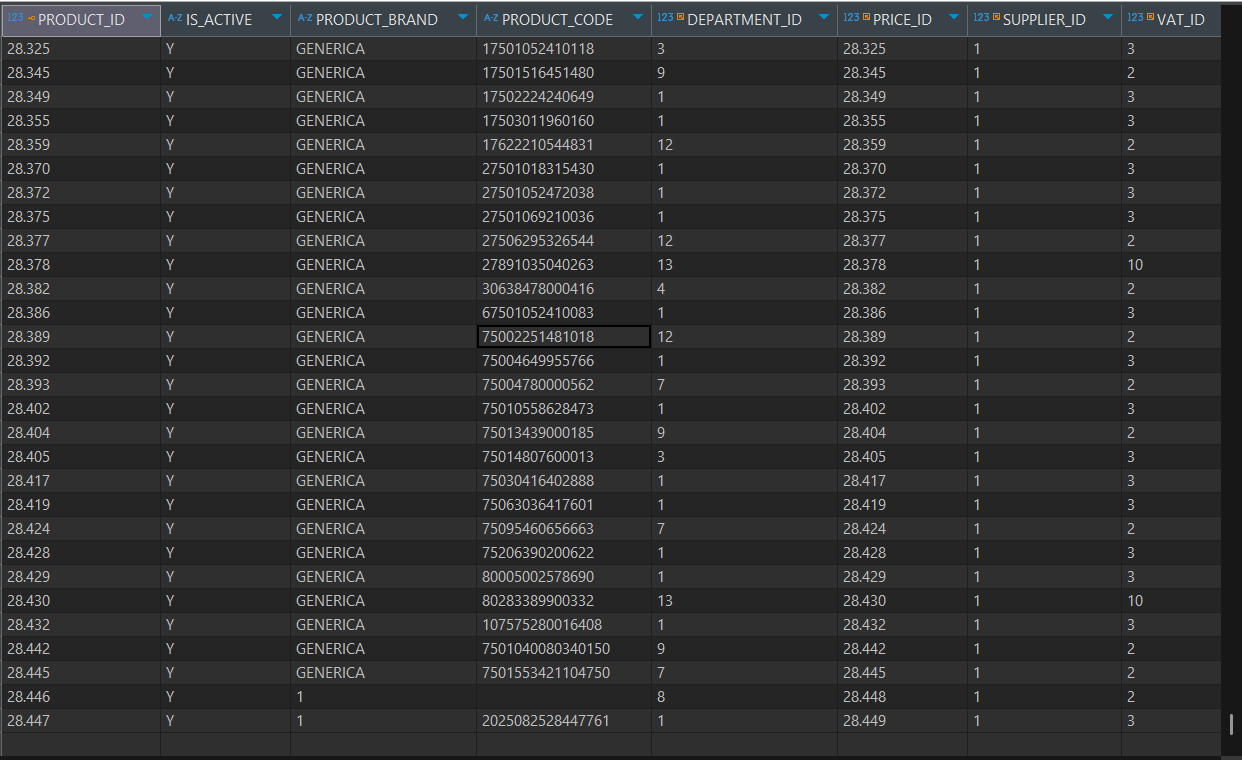 123 PRODUCT_ID A-Z IS_ACTIVE A-Z PRODUCT_BRAND A-Z PRODUCT_CODE 123 DEPARTMENT_ID 123 PRICE_ID 123 SUPPLIER_ID 123 VAT_ID
28.325 Y GENERICA 17501052410118 3 28.325 1 3
28.345 Y GENERICA 17501516451480 9 28.345 1 2
28.349 Y GENERICA 17502224240649 1 28.349 1 3
28.355 Y GENERICA 17503011960160 1 28.355 1 3
28.359 Y GENERICA 17622210544831 12 28.359 1 2
28.370 Y GENERICA 27501018315430 1 28.370 1 3
28.372 Y GENERICA 27501052472038 1 28.372 1 3
28.375 Y GENERICA 27501069210036 1 28.375 1 3
28.377 Y GENERICA 27506295326544 12 28.377 1 2
28.378 Y GENERICA 27891035040263 13 28.378 1 10
28.382 Y GENERICA 30638478000416 4 28.382 1 2
28.386 Y GENERICA 67501052410083 1 28.386 1 3
28.389 Y GENERICA 75002251481018 12 28.389 1 2
28.392 Y GENERICA 75004649955766 1 28.392 1 3
28.393 Y GENERICA 75004780000562 7 28.393 1 2
28.402 Y GENERICA 75010558628473 1 28.402 1 3
28.404 Y GENERICA 75013439000185 9 28.404 1 2
28.405 Y GENERICA 75014807600013 3 28.405 1 3
28.417 Y GENERICA 75030416402888 1 28.417 1 3
28.419 Y GENERICA 75063036417601 1 28.419 1 3
28.424 Y GENERICA 75095460656663 7 28.424 1 2
28.428 Y GENERICA 75206390200622 1 28.428 1 3
28.429 Y GENERICA 80005002578690 1 28.429 1 3
28.430 Y GENERICA 80283389900332 13 28.430 1 10
28.432 Y GENERICA 107575280016408 1 28.432 1 3
28.442 Y GENERICA 7501040080340150 9 28.442 1 2
28.445 Y GENERICA 7501553421104750 7 28.445 1 2
28.446 Y 1 8 28.448 1 2
28.447 Y 1 2025082528447761 1 28.449 1 3